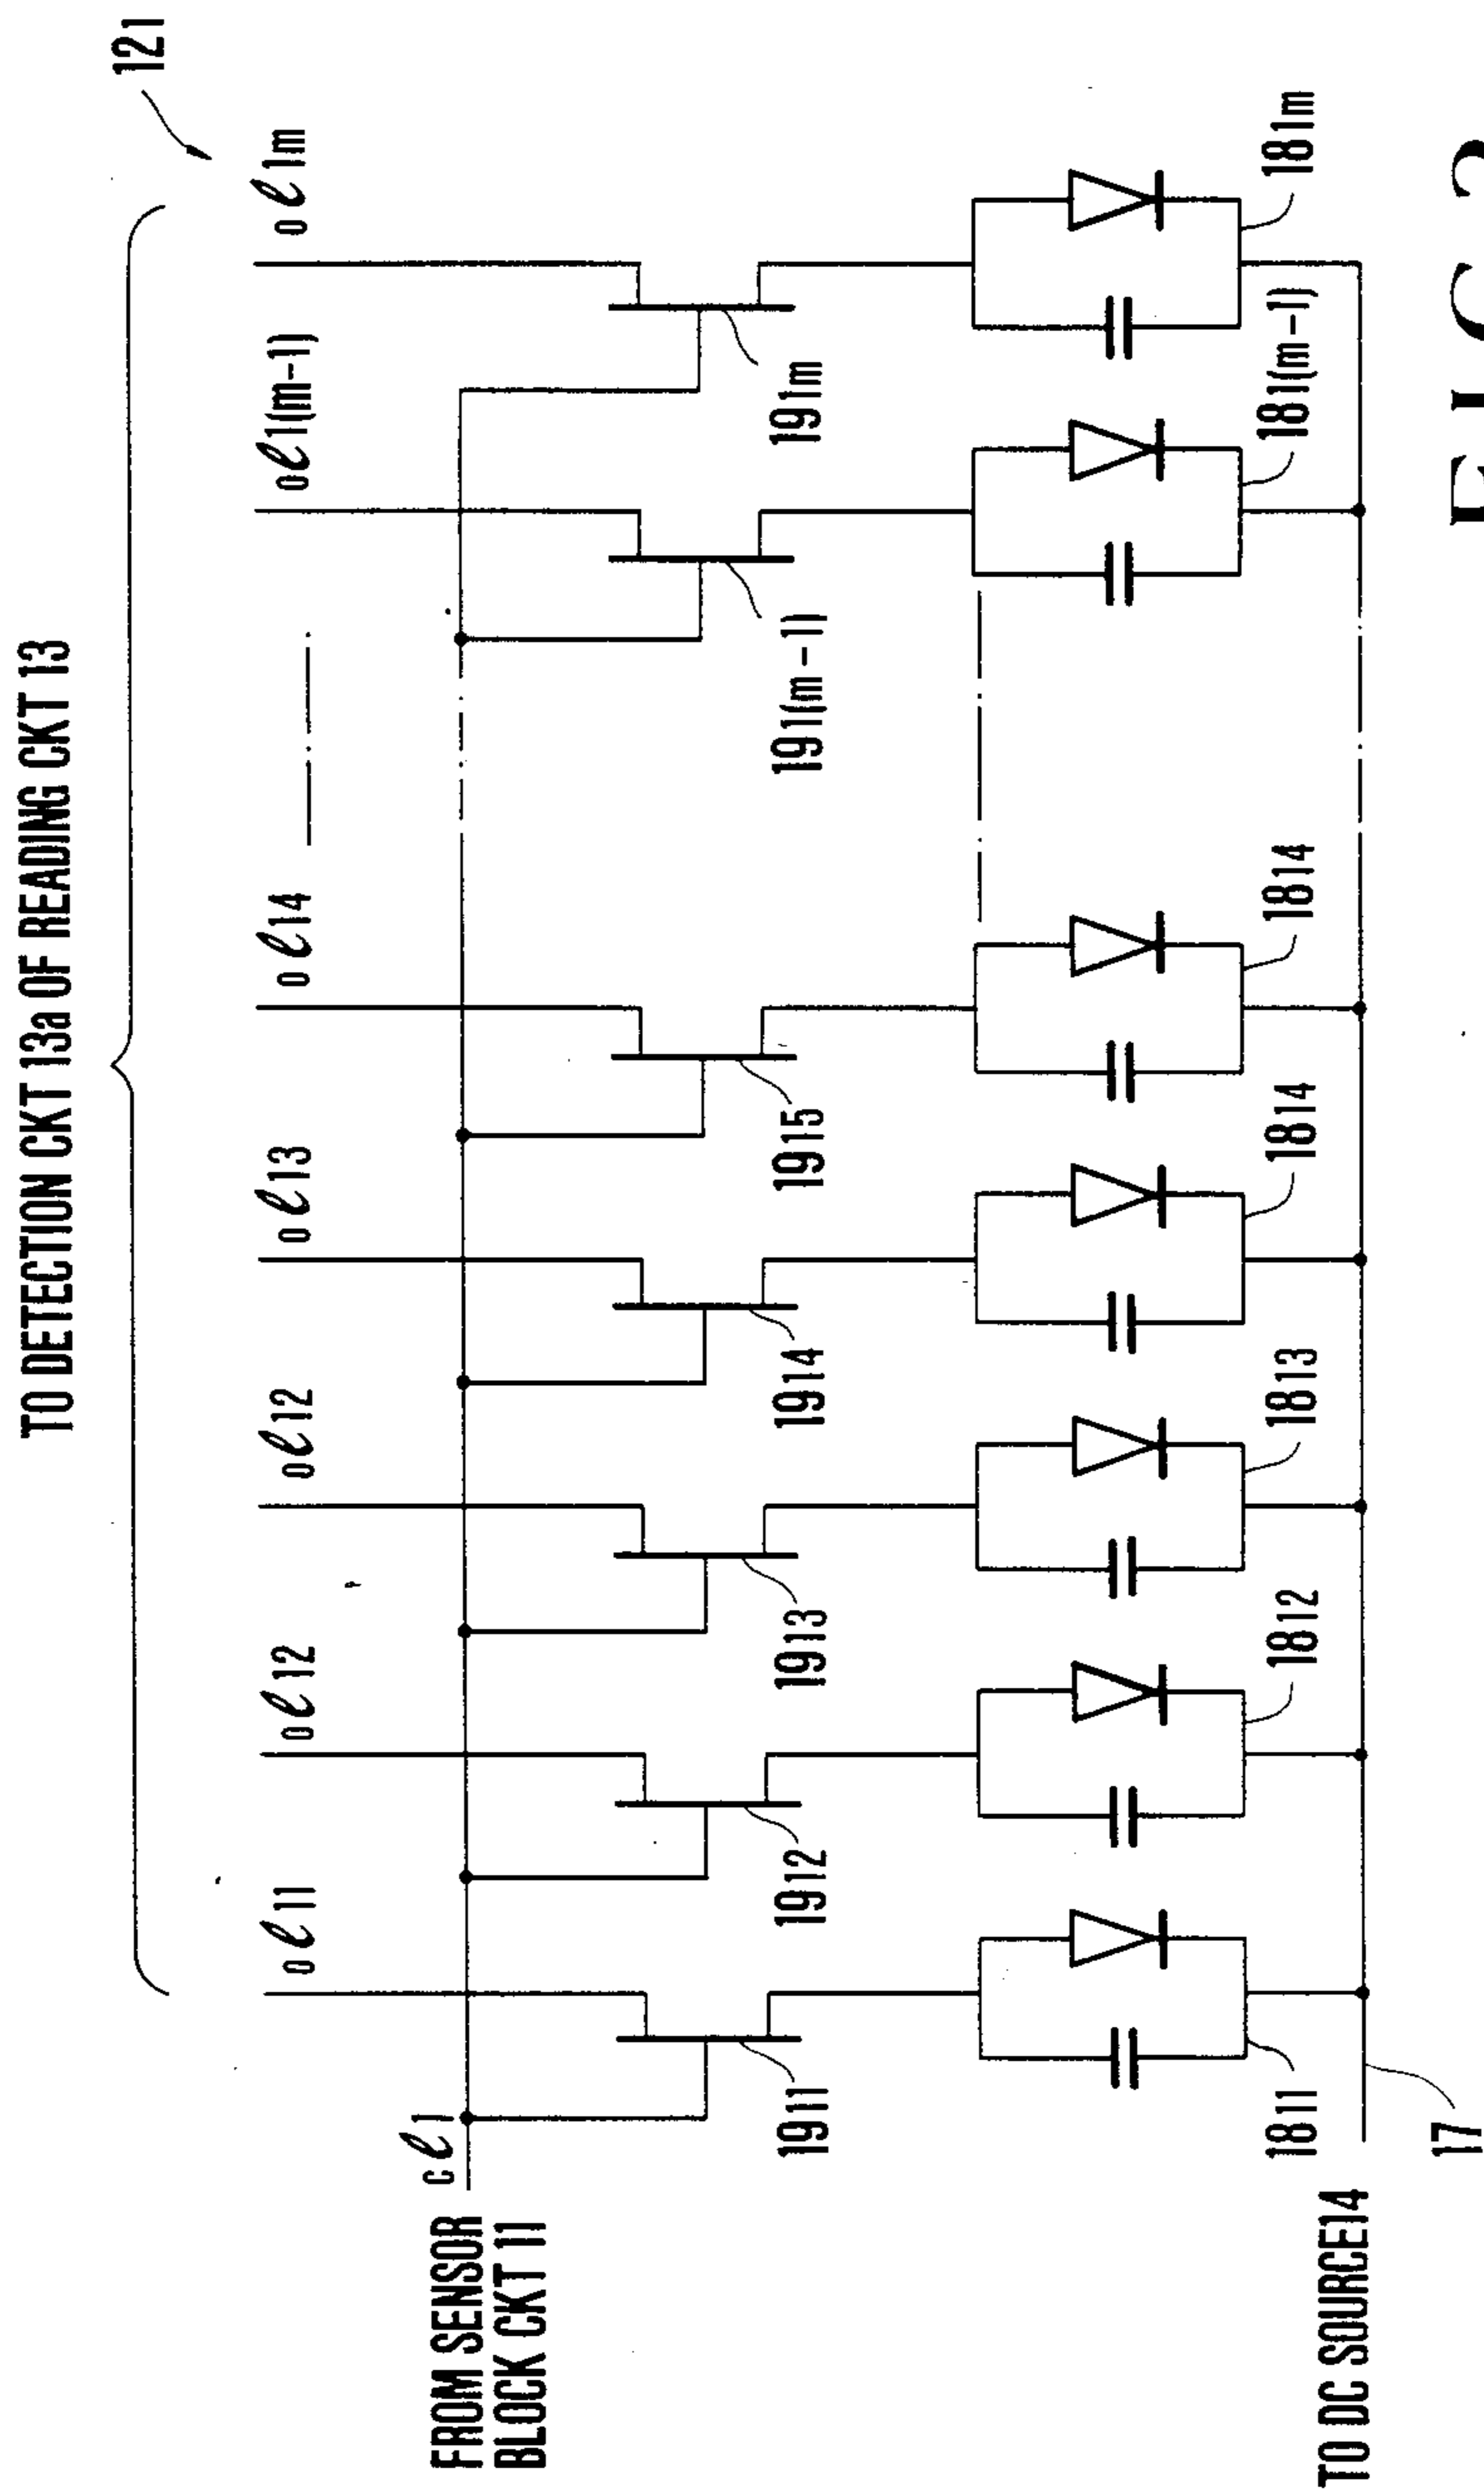 TO DETECTION CKT 13a OF READING CKT 13
121
oℓ11
oℓ12
oℓ12
oℓ13
oℓ14
oℓ1(m-1)
oℓ1m
cℓ1
FROM SENSOR
BLOCK CKT 11
1911
1912
1913
1914
1915
191(m-1)
191m
1811
1812
1813
1814
1814
181(m-1)
181m
TO DC SOURCE14
17